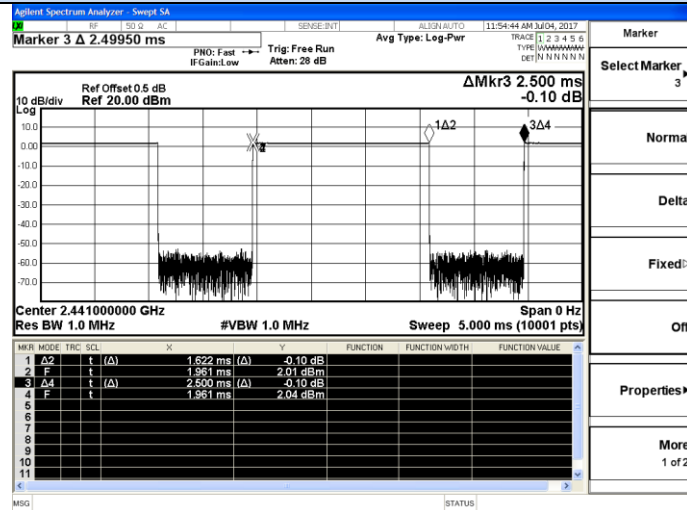 Agilent Spectrum Analyzer - Swept SA
LXI RF 50 Ω AC SENSE:INT ALIGN AUTO 11:54:44 AM Jul 04, 2017
Marker 3 Δ 2.49950 ms
PNO: Fast Trig: Free Run Avg Type: Log-Pwr TRACE 1 2 3 4 5 6
IFGain:Low Atten: 28 dB TYPE WWWWWW
DET N N N N N N
Ref Offset 0.5 dB ΔMkr3 2.500 ms
10 dB/div Ref 20.00 dBm -0.10 dB
Log
10.0
0.00
-10.0
-20.0
-30.0
-40.0
-50.0
-60.0
-70.0
1Δ2
3Δ4
Center 2.441000000 GHz Span 0 Hz
Res BW 1.0 MHz #VBW 1.0 MHz Sweep 5.000 ms (10001 pts)
MKR MODE TRC SCL X Y FUNCTION FUNCTION WIDTH FUNCTION VALUE
1 Δ2 t (Δ) 1.622 ms (Δ) -0.10 dB
2 F t 1.961 ms 2.01 dBm
3 Δ4 t (Δ) 2.500 ms (Δ) -0.10 dB
4 F t 1.961 ms 2.04 dBm
5
6
7
8
9
10
11
MSG STATUS
Marker
Select Marker
3
Normal
Delta
Fixed
Off
Properties
More
1 of 2